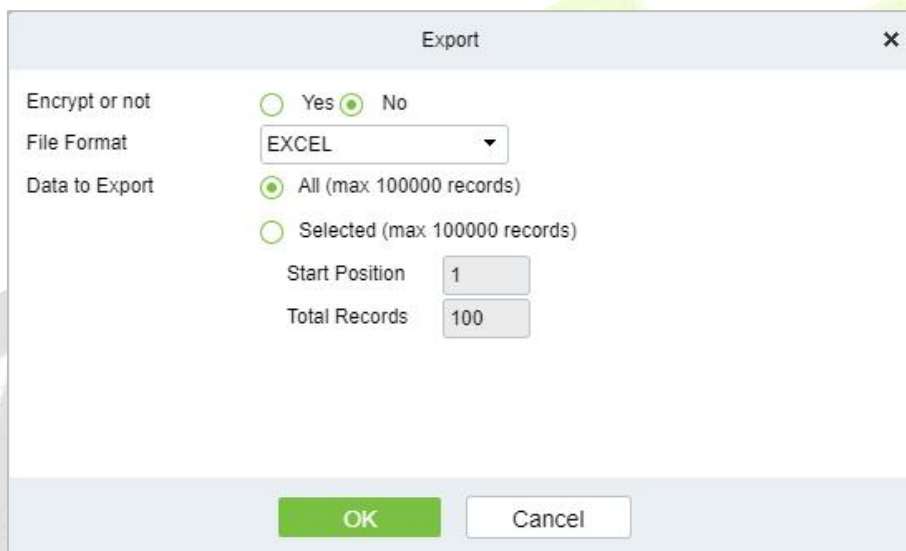 Export
Encrypt or not Yes No
File Format EXCEL
Data to Export All (max 100000 records)
Selected (max 100000 records)
Start Position 1
Total Records 100
OK Cancel